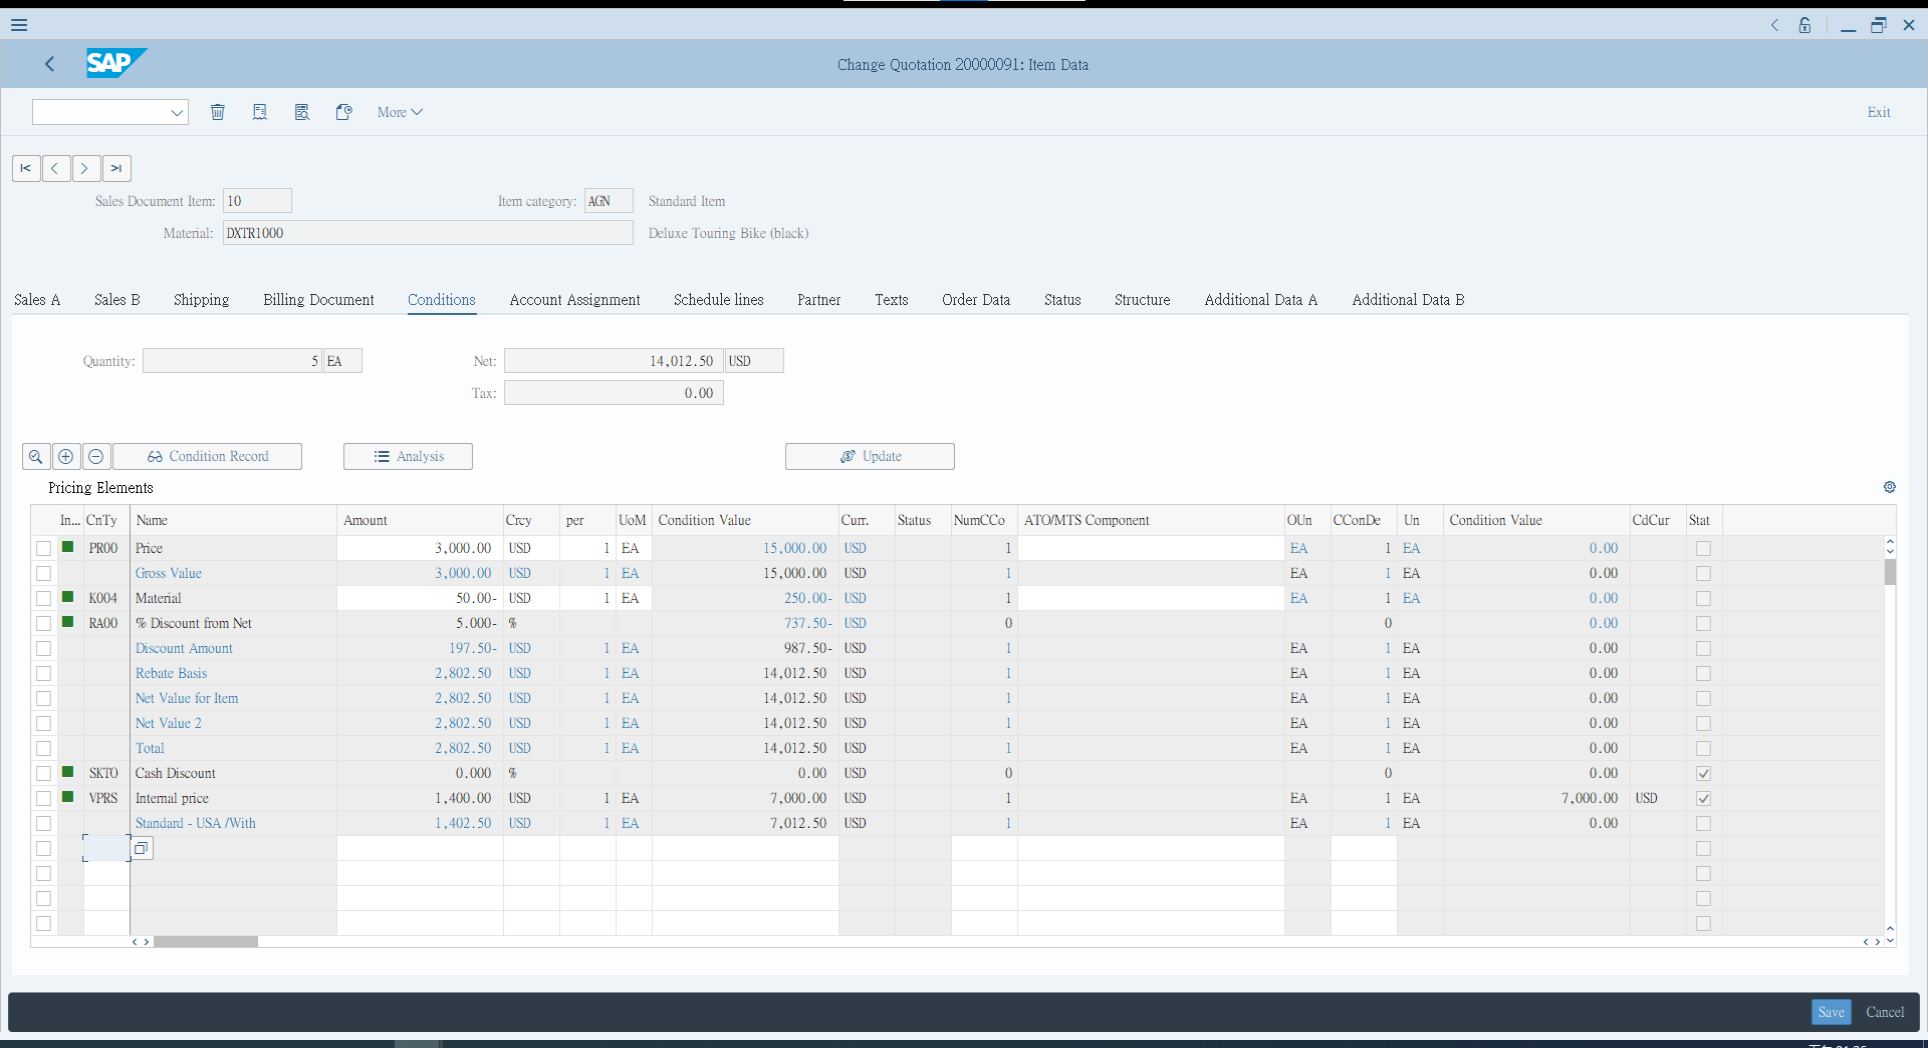 SAP
Change Quotation 20000091: Item Data
More
Exit
Sales Document Item: 10 Item category: AGN Standard Item
Material: DXTR1000 Deluxe Touring Bike (black)
Sales A Sales B Shipping Billing Document Conditions Account Assignment Schedule lines Partner Texts Order Data Status Structure Additional Data A Additional Data B
Quantity: 5 EA Net: 14,012.50 USD
Tax: 0.00
Condition Record Analysis Update
Pricing Elements
In... CnTy Name Amount Crcy per UoM Condition Value Curr. Status NumCCo ATO/MTS Component OUn CConDe Un Condition Value CdCur Stat
PR00 Price 3,000.00 USD 1 EA 15,000.00 USD 1 EA 1 EA 0.00
Gross Value 3,000.00 USD 1 EA 15,000.00 USD 1 EA 1 EA 0.00
K004 Material 50.00- USD 1 EA 250.00- USD 1 EA 1 EA 0.00
RA00 % Discount from Net 5.000- % 737.50- USD 0 0 0.00
Discount Amount 197.50- USD 1 EA 987.50- USD 1 EA 1 EA 0.00
Rebate Basis 2,802.50 USD 1 EA 14,012.50 USD 1 EA 1 EA 0.00
Net Value for Item 2,802.50 USD 1 EA 14,012.50 USD 1 EA 1 EA 0.00
Net Value 2 2,802.50 USD 1 EA 14,012.50 USD 1 EA 1 EA 0.00
Total 2,802.50 USD 1 EA 14,012.50 USD 1 EA 1 EA 0.00
SKTO Cash Discount 0.000 % 0.00 USD 0 0 0.00
VPRS Internal price 1,400.00 USD 1 EA 7,000.00 USD 1 EA 1 EA 7,000.00 USD
Standard - USA /With 1,402.50 USD 1 EA 7,012.50 USD 1 EA 1 EA 0.00
Save Cancel